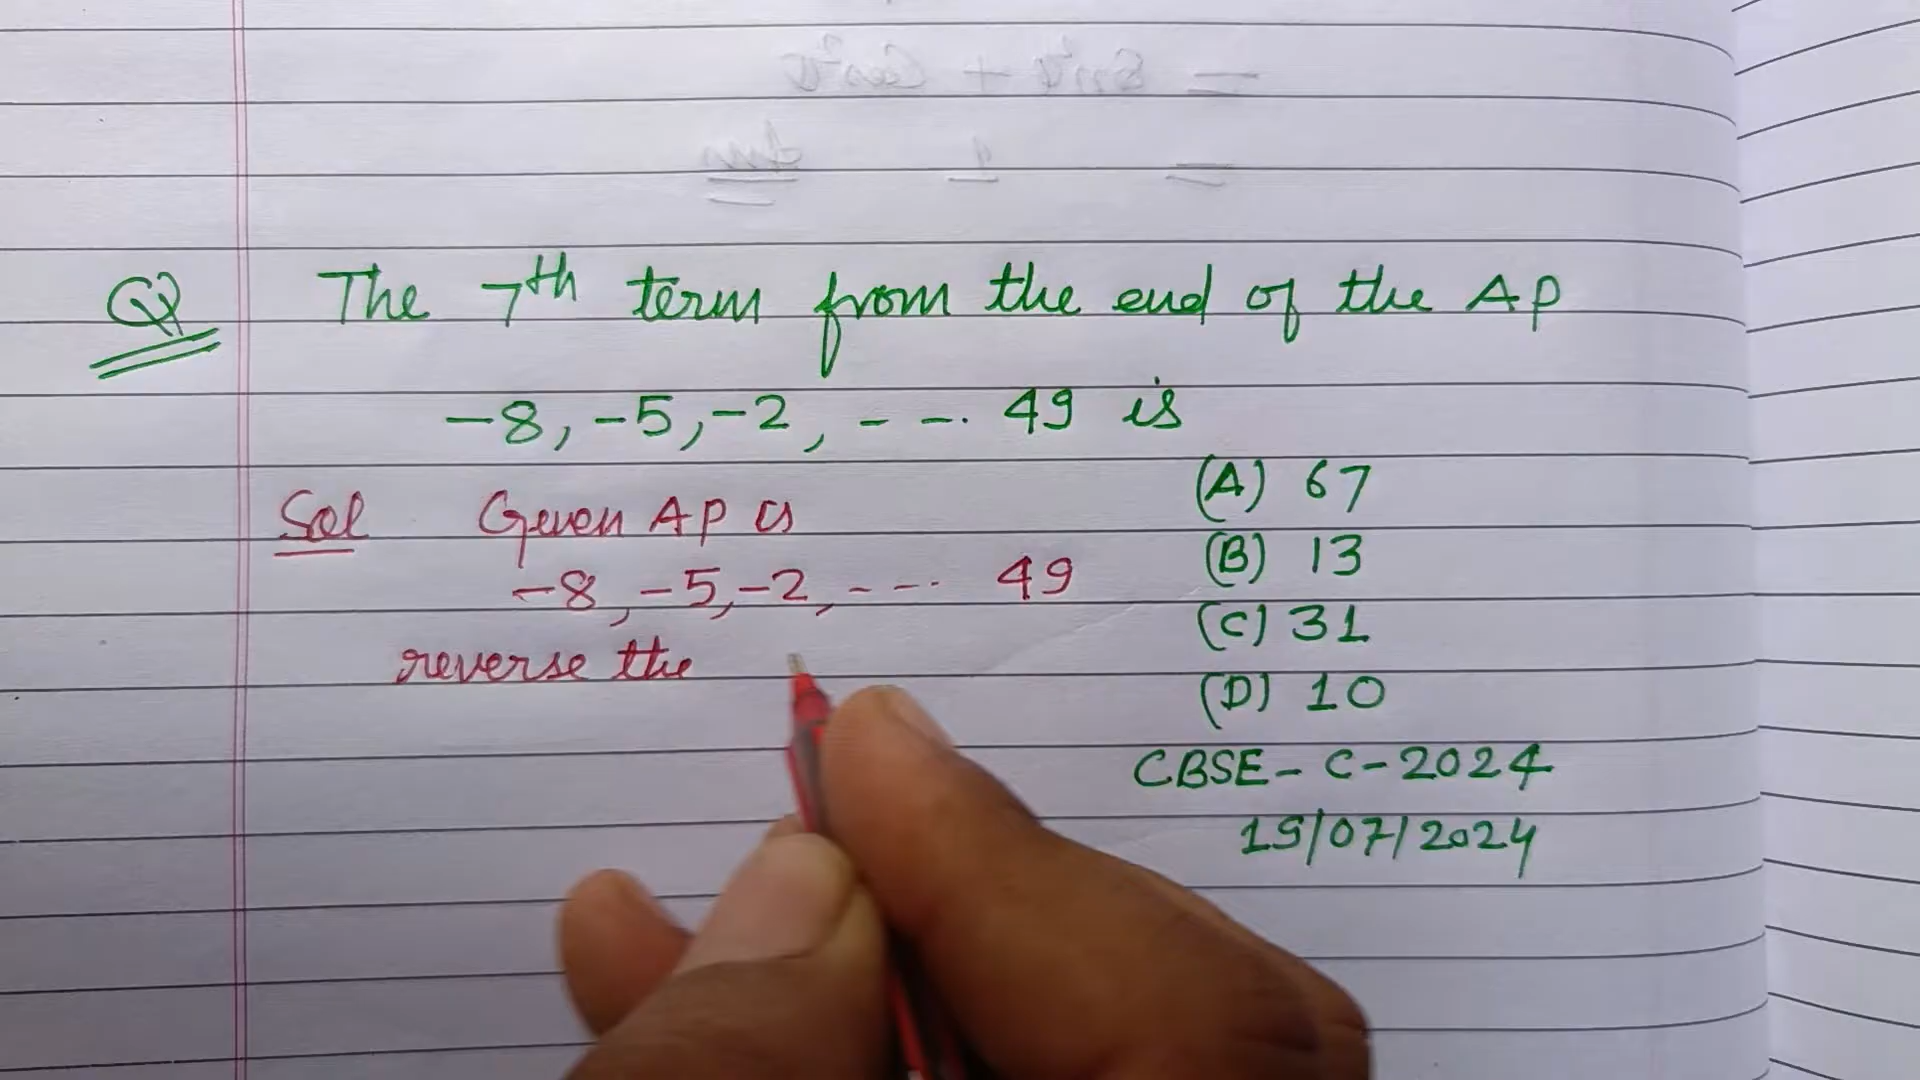 Q The 7th term from the end of the AP
-8, -5, -2, - -. 49 is
(A) 67
Sol Given AP is
(B) 13
-8, -5, -2, - -.. 49
(C) 31
reverse the
(D) 10
CBSE - C - 2024
15/07/2024